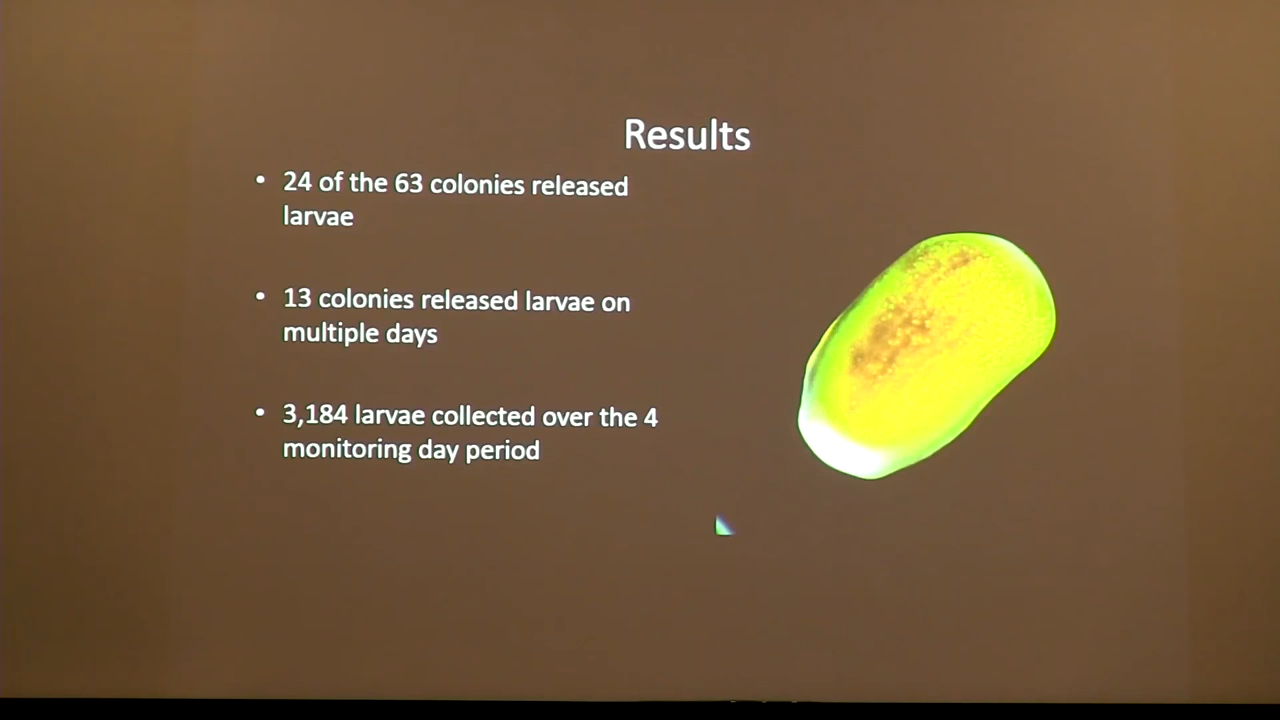 Results
• 24 of the 63 colonies released
larvae
• 13 colonies released larvae on
multiple days
• 3,184 larvae collected over the 4
monitoring day period